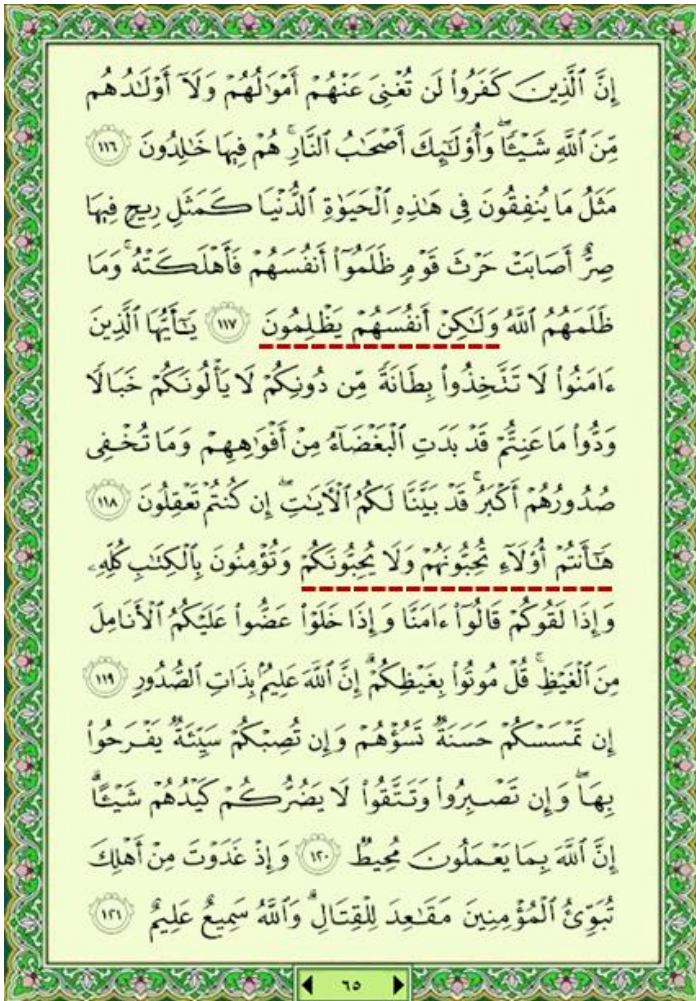 إِنَّ ٱلَّذِينَ كَفَرُوا۟ لَن تُغْنِىَ عَنْهُمْ أَمْوَٰلُهُمْ وَلَآ أَوْلَـٰدُهُم
مِّنَ ٱللَّهِ شَيْـًٔا ۖ وَأُو۟لَـٰٓئِكَ أَصْحَـٰبُ ٱلنَّارِ ۚ هُمْ فِيهَا خَـٰلِدُونَ ١١٦
مَثَلُ مَا يُنفِقُونَ فِى هَـٰذِهِ ٱلْحَيَوٰةِ ٱلدُّنْيَا كَمَثَلِ رِيحٍ فِيهَا
صِرٌّ أَصَابَتْ حَرْثَ قَوْمٍ ظَلَمُوٓا۟ أَنفُسَهُمْ فَأَهْلَكَتْهُ ۚ وَمَا
ظَلَمَهُمُ ٱللَّهُ وَلَـٰكِنْ أَنفُسَهُمْ يَظْلِمُونَ ١١٧ يَـٰٓأَيُّهَا ٱلَّذِينَ
ءَامَنُوا۟ لَا تَتَّخِذُوا۟ بِطَانَةً مِّن دُونِكُمْ لَا يَأْلُونَكُمْ خَبَالًا
وَدُّوا۟ مَا عَنِتُّمْ قَدْ بَدَتِ ٱلْبَغْضَآءُ مِنْ أَفْوَٰهِهِمْ وَمَا تُخْفِى
صُدُورُهُمْ أَكْبَرُ ۚ قَدْ بَيَّنَّا لَكُمُ ٱلْـَٔايَـٰتِ ۖ إِن كُنتُمْ تَعْقِلُونَ ١١٨
هَـٰٓأَنتُمْ أُو۟لَآءِ تُحِبُّونَهُمْ وَلَا يُحِبُّونَكُمْ وَتُؤْمِنُونَ بِٱلْكِتَـٰبِ كُلِّهِۦ
وَإِذَا لَقُوكُمْ قَالُوٓا۟ ءَامَنَّا وَإِذَا خَلَوْا۟ عَضُّوا۟ عَلَيْكُمُ ٱلْأَنَامِلَ
مِنَ ٱلْغَيْظِ ۚ قُلْ مُوتُوا۟ بِغَيْظِكُمْ ۗ إِنَّ ٱللَّهَ عَلِيمٌۢ بِذَاتِ ٱلصُّدُورِ ١١٩
إِن تَمْسَسْكُمْ حَسَنَةٌ تَسُؤْهُمْ وَإِن تُصِبْكُمْ سَيِّئَةٌ يَفْرَحُوا۟
بِهَا ۖ وَإِن تَصْبِرُوا۟ وَتَتَّقُوا۟ لَا يَضُرُّكُمْ كَيْدُهُمْ شَيْـًٔا ۗ
إِنَّ ٱللَّهَ بِمَا يَعْمَلُونَ مُحِيطٌ ١٢٠ وَإِذْ غَدَوْتَ مِنْ أَهْلِكَ
تُبَوِّئُ ٱلْمُؤْمِنِينَ مَقَـٰعِدَ لِلْقِتَالِ ۗ وَٱللَّهُ سَمِيعٌ عَلِيمٌ ١٢١
٦٥